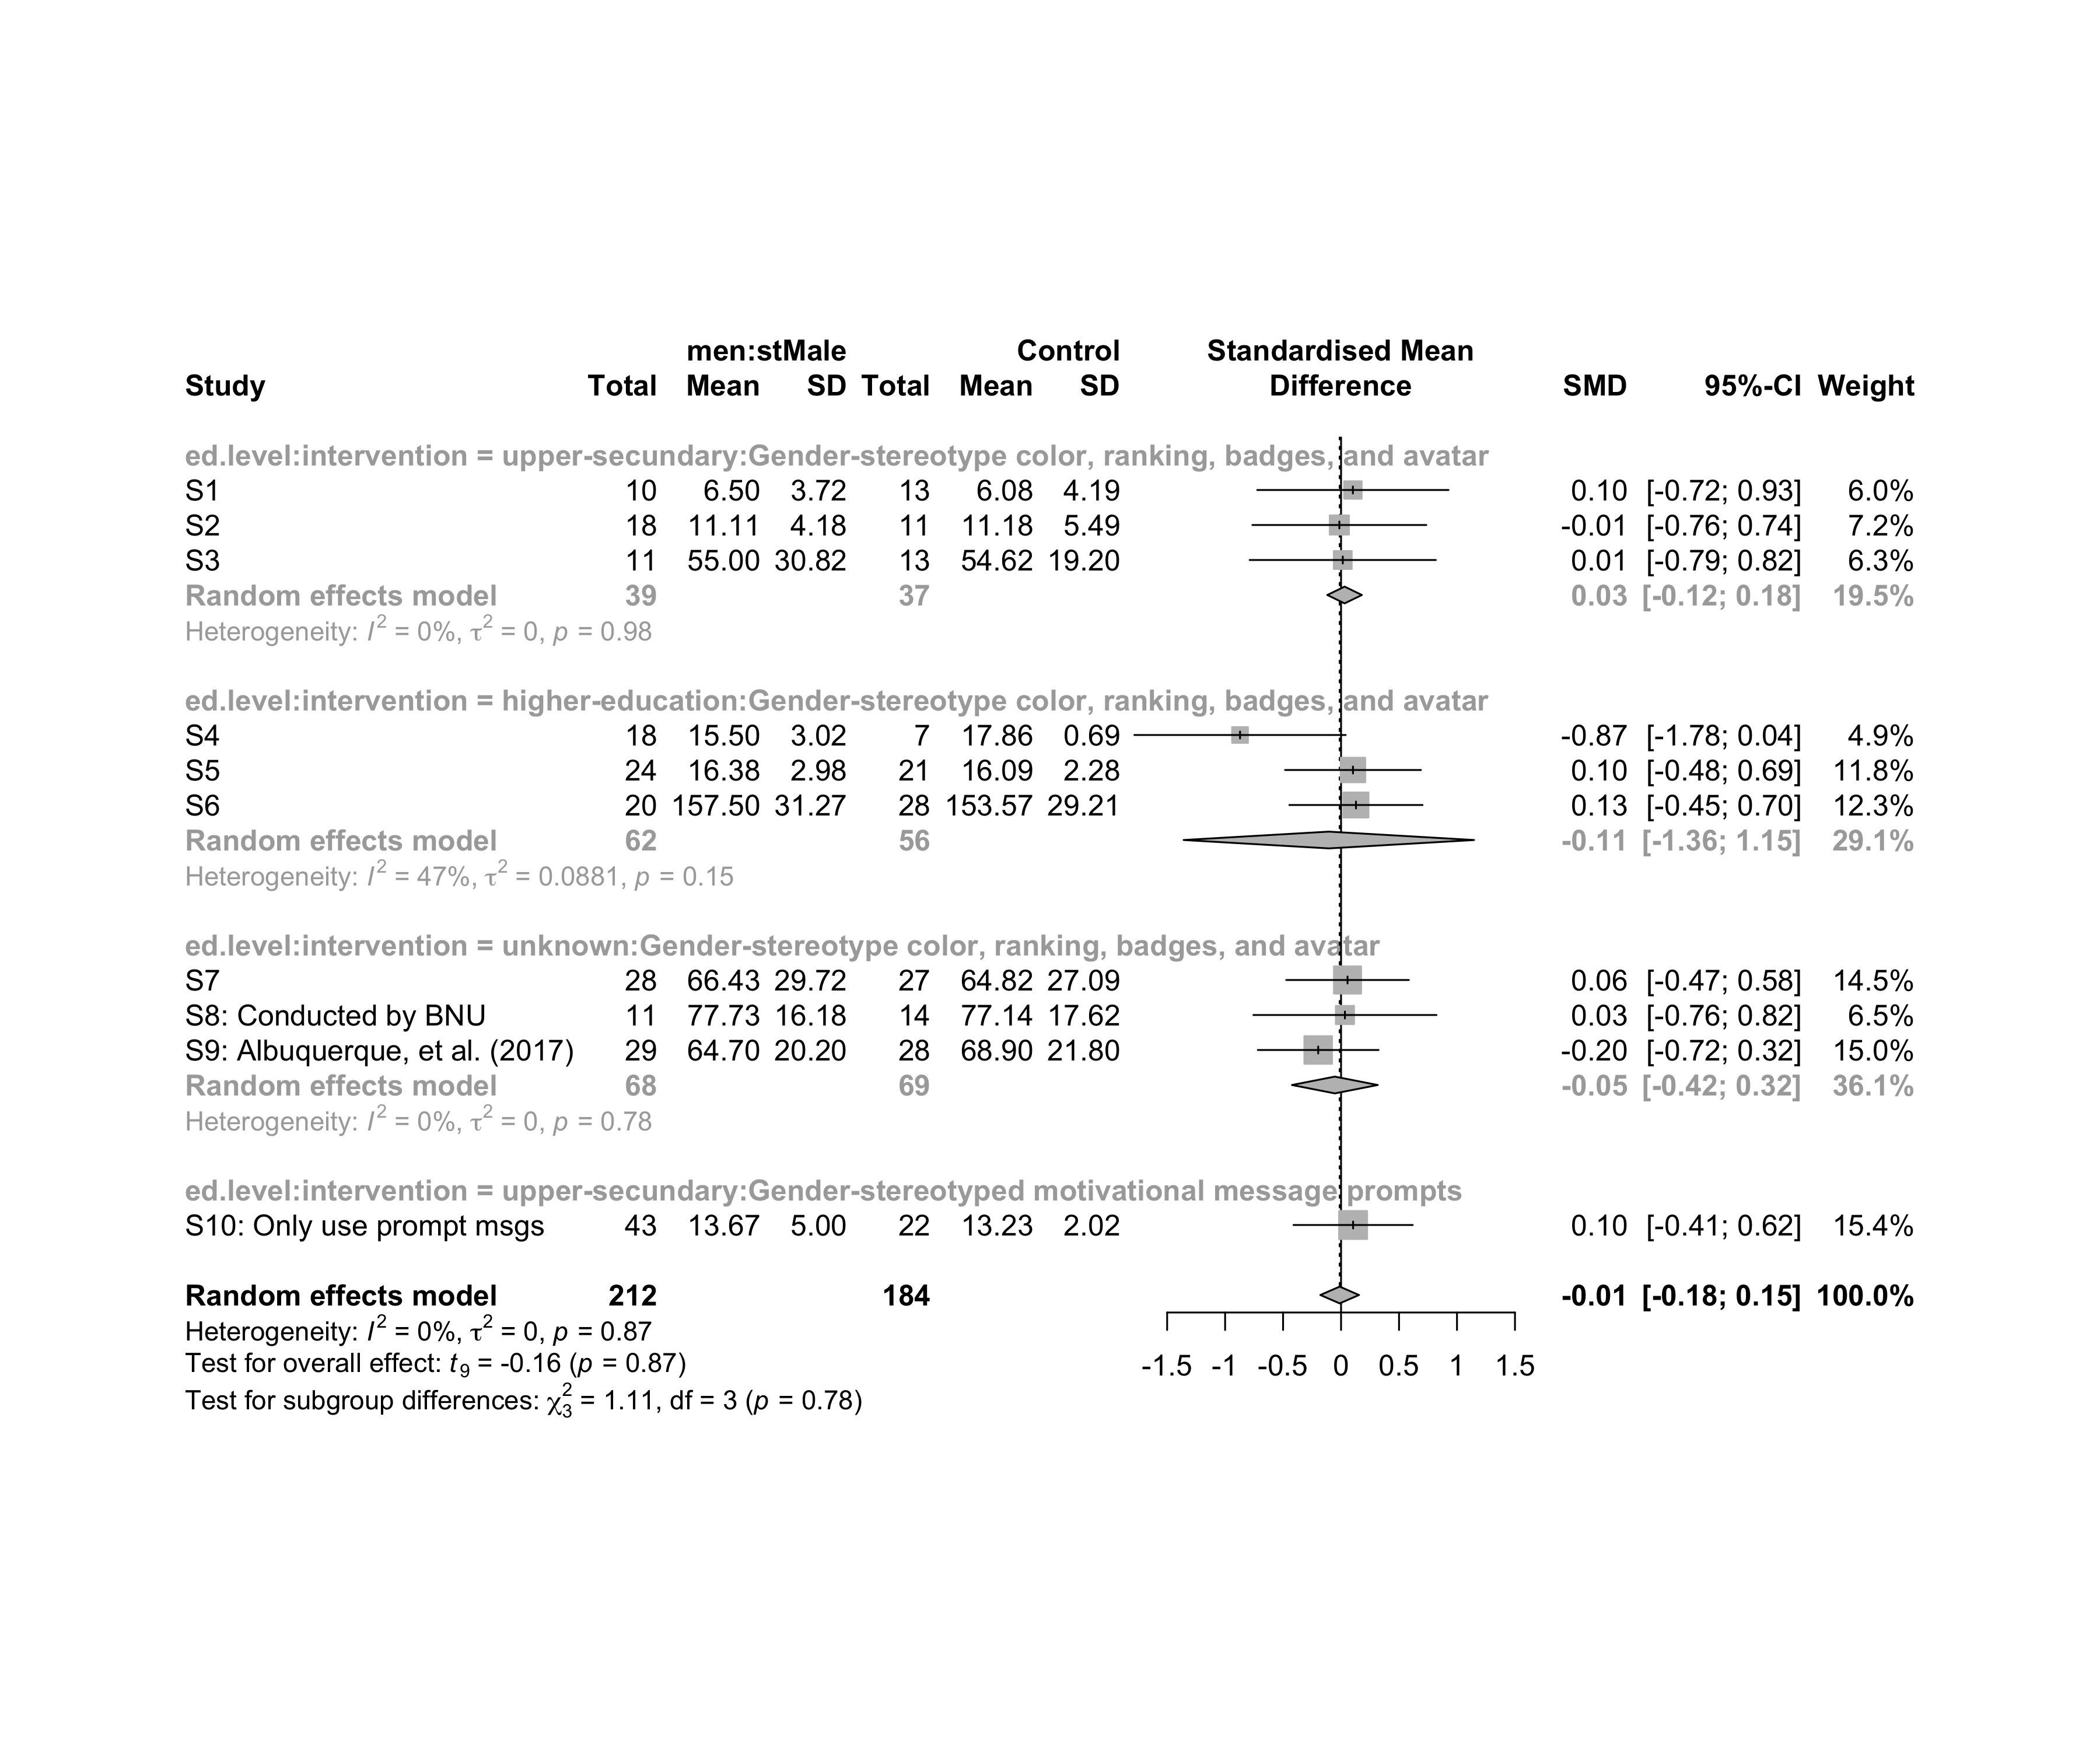 men:stMale Control Standardised Mean
Study Total Mean SD Total Mean SD Difference SMD 95%-CI Weight
ed.level:intervention = upper-secundary:Gender-stereotype color, ranking, badges, and avatar
S1 10 6.50 3.72 13 6.08 4.19 0.10 [-0.72; 0.93] 6.0%
S2 18 11.11 4.18 11 11.18 5.49 -0.01 [-0.76; 0.74] 7.2%
S3 11 55.00 30.82 13 54.62 19.20 0.01 [-0.79; 0.82] 6.3%
Random effects model 39 37 0.03 [-0.12; 0.18] 19.5%
Heterogeneity: I² = 0%, τ² = 0, p = 0.98
ed.level:intervention = higher-education:Gender-stereotype color, ranking, badges, and avatar
S4 18 15.50 3.02 7 17.86 0.69 -0.87 [-1.78; 0.04] 4.9%
S5 24 16.38 2.98 21 16.09 2.28 0.10 [-0.48; 0.69] 11.8%
S6 20 157.50 31.27 28 153.57 29.21 0.13 [-0.45; 0.70] 12.3%
Random effects model 62 56 -0.11 [-1.36; 1.15] 29.1%
Heterogeneity: I² = 47%, τ² = 0.0881, p = 0.15
ed.level:intervention = unknown:Gender-stereotype color, ranking, badges, and avatar
S7 28 66.43 29.72 27 64.82 27.09 0.06 [-0.47; 0.58] 14.5%
S8: Conducted by BNU 11 77.73 16.18 14 77.14 17.62 0.03 [-0.76; 0.82] 6.5%
S9: Albuquerque, et al. (2017) 29 64.70 20.20 28 68.90 21.80 -0.20 [-0.72; 0.32] 15.0%
Random effects model 68 69 -0.05 [-0.42; 0.32] 36.1%
Heterogeneity: I² = 0%, τ² = 0, p = 0.78
ed.level:intervention = upper-secundary:Gender-stereotyped motivational message prompts
S10: Only use prompt msgs 43 13.67 5.00 22 13.23 2.02 0.10 [-0.41; 0.62] 15.4%
Random effects model 212 184 -0.01 [-0.18; 0.15] 100.0%
Heterogeneity: I² = 0%, τ² = 0, p = 0.87
Test for overall effect: t₉ = -0.16 (p = 0.87)
-1.5 -1 -0.5 0 0.5 1 1.5
Test for subgroup differences: χ²₃ = 1.11, df = 3 (p = 0.78)